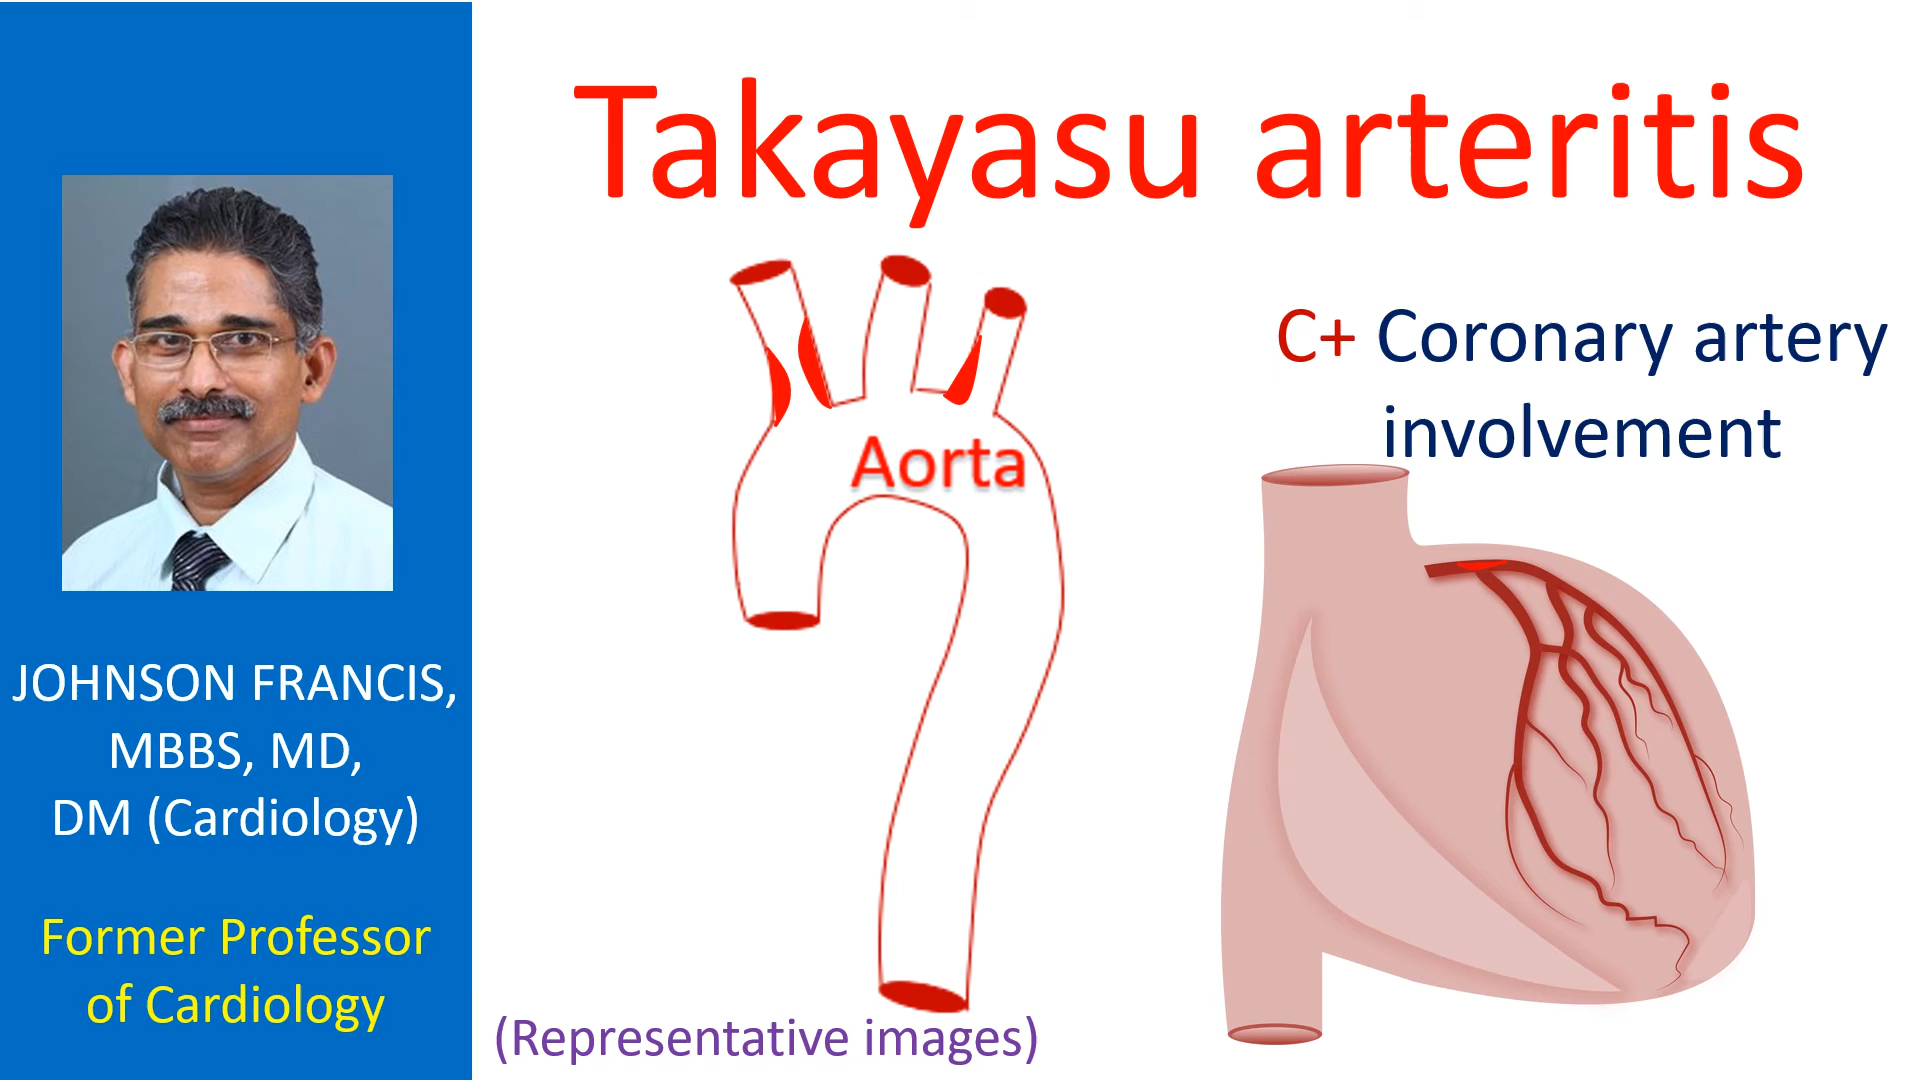 Takayasu arteritis
C+ Coronary artery
involvement
Aorta
JOHNSON FRANCIS,
MBBS, MD,
DM (Cardiology)
Former Professor
of Cardiology
(Representative images)